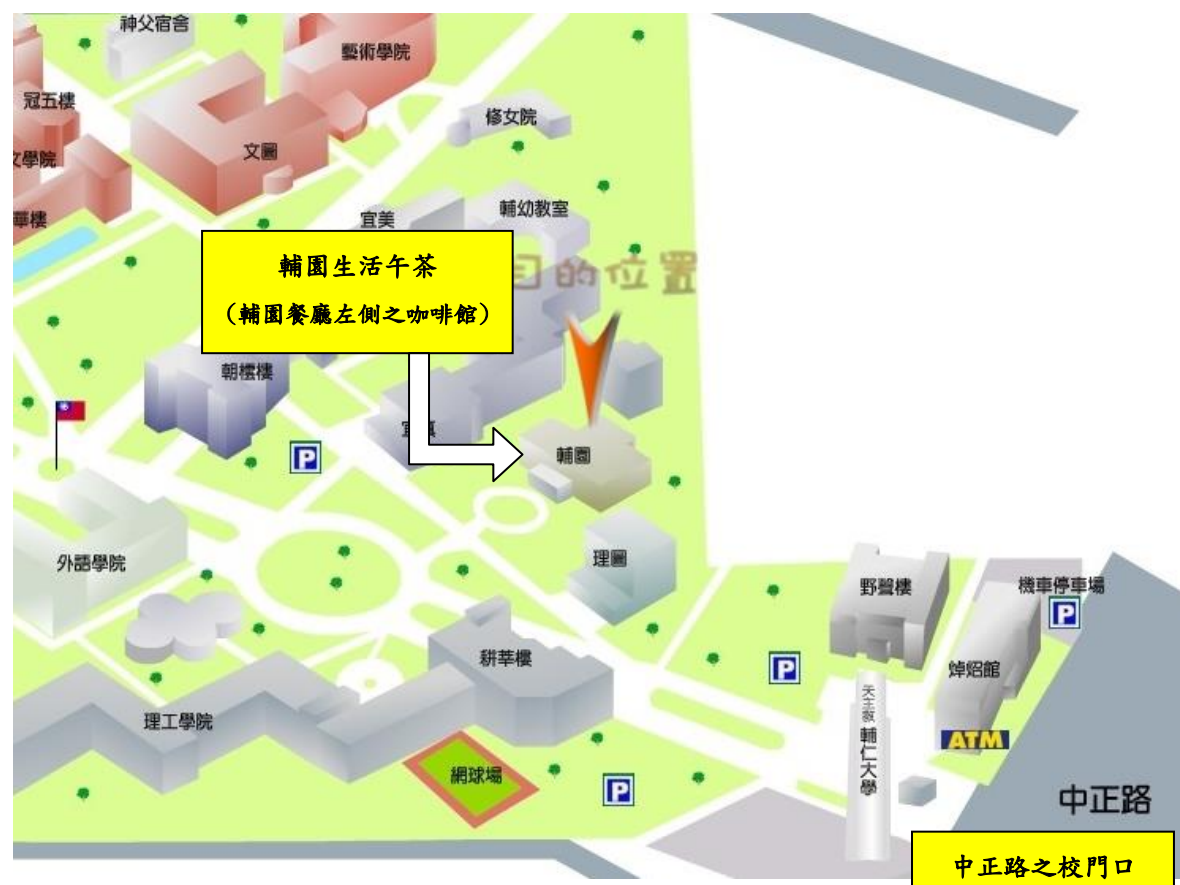 神父宿舍
藝術學院
冠五樓
修女院
文圖
文學院
宜美
輔幼教室
華樓
輔園生活午茶
(輔園餐廳左側之咖啡館)
的位置
朝橒樓
輔園
P
外語學院
理圖
野聲樓
機車停車場
P
耕莘樓
P
焯炤館
理工學院
天主教輔仁大學
ATM
網球場
P
中正路
中正路之校門口